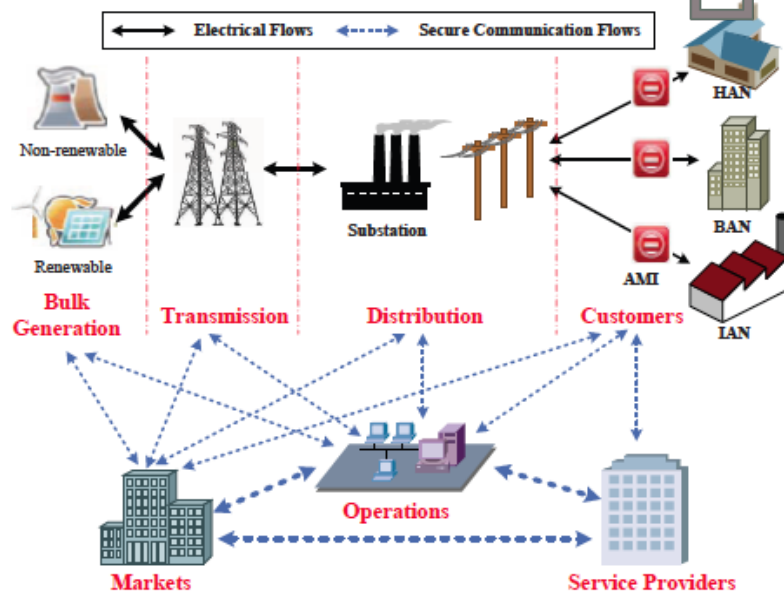 Electrical Flows
Secure Communication Flows
Non-renewable
Renewable
Substation
HAN
BAN
AMI
IAN
Bulk
Generation
Transmission
Distribution
Customers
Operations
Markets
Service Providers